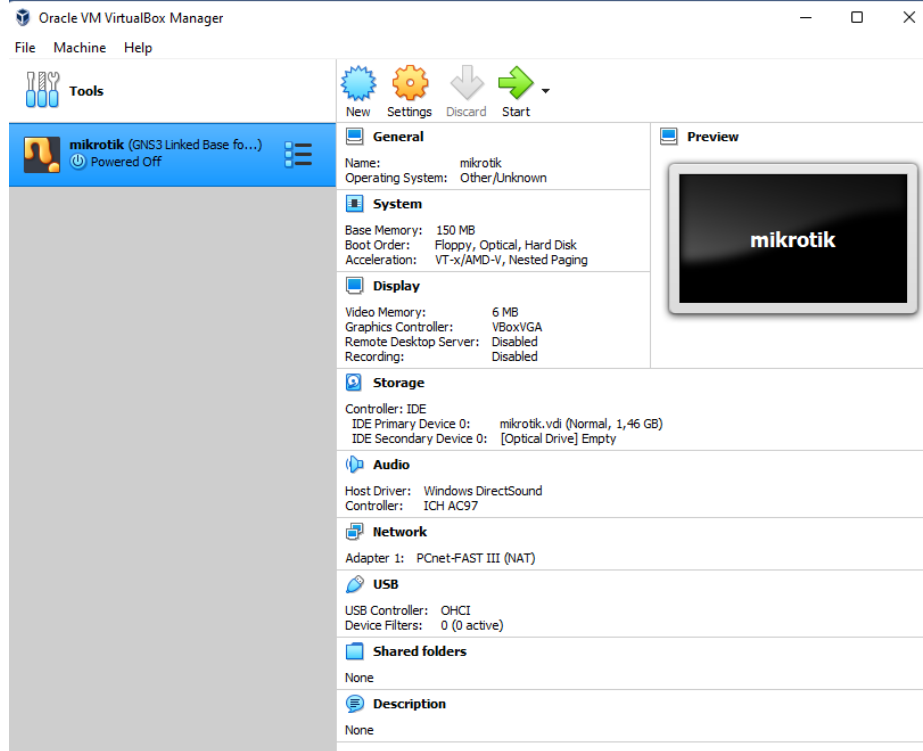 Oracle VM VirtualBox Manager
File Machine Help
Tools
mikrotik (GNS3 Linked Base fo...)
Powered Off
New Settings Discard Start
General
Name: mikrotik
Operating System: Other/Unknown
System
Base Memory: 150 MB
Boot Order: Floppy, Optical, Hard Disk
Acceleration: VT-x/AMD-V, Nested Paging
Display
Video Memory: 6 MB
Graphics Controller: VBoxVGA
Remote Desktop Server: Disabled
Recording: Disabled
Preview
mikrotik
Storage
Controller: IDE
IDE Primary Device 0: mikrotik.vdi (Normal, 1,46 GB)
IDE Secondary Device 0: [Optical Drive] Empty
Audio
Host Driver: Windows DirectSound
Controller: ICH AC97
Network
Adapter 1: PCnet-FAST III (NAT)
USB
USB Controller: OHCI
Device Filters: 0 (0 active)
Shared folders
None
Description
None